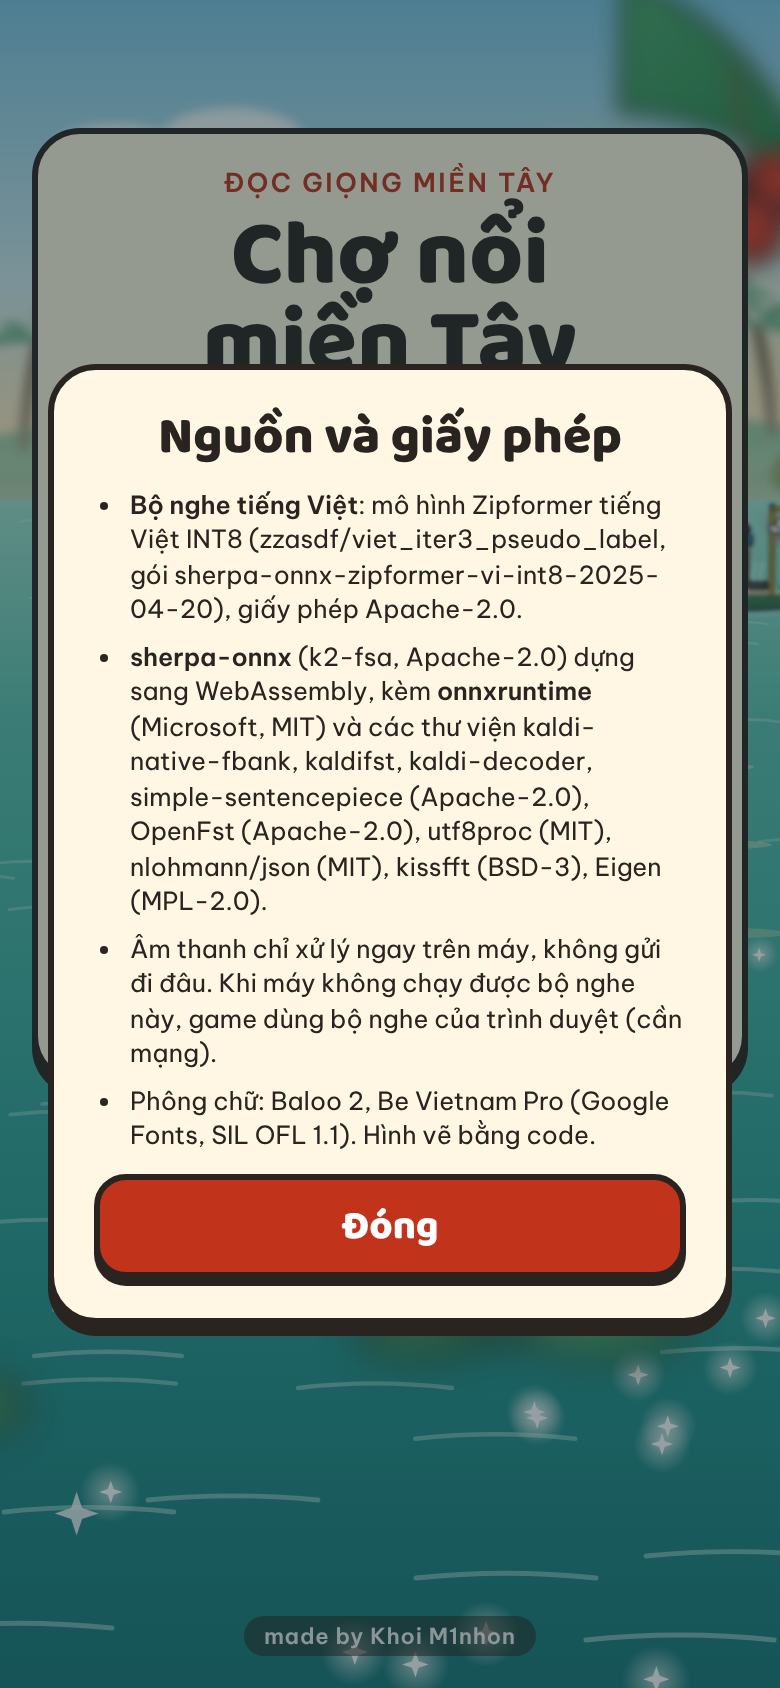 ĐỌC GIỌNG MIỀN TÂY
Chợ nổi
miền Tây
Nguồn và giấy phép
• Bộ nghe tiếng Việt: mô hình Zipformer tiếng
Việt INT8 (zzasdf/viet_iter3_pseudo_label,
gói sherpa-onnx-zipformer-vi-int8-2025-
04-20), giấy phép Apache-2.0.
• sherpa-onnx (k2-fsa, Apache-2.0) dựng
sang WebAssembly, kèm onnxruntime
(Microsoft, MIT) và các thư viện kaldi-
native-fbank, kaldifst, kaldi-decoder,
simple-sentencepiece (Apache-2.0),
OpenFst (Apache-2.0), utf8proc (MIT),
nlohmann/json (MIT), kissfft (BSD-3), Eigen
(MPL-2.0).
• Âm thanh chỉ xử lý ngay trên máy, không gửi
đi đâu. Khi máy không chạy được bộ nghe
này, game dùng bộ nghe của trình duyệt (cần
mạng).
• Phông chữ: Baloo 2, Be Vietnam Pro (Google
Fonts, SIL OFL 1.1). Hình vẽ bằng code.
Đóng
made by Khoi M1nhon